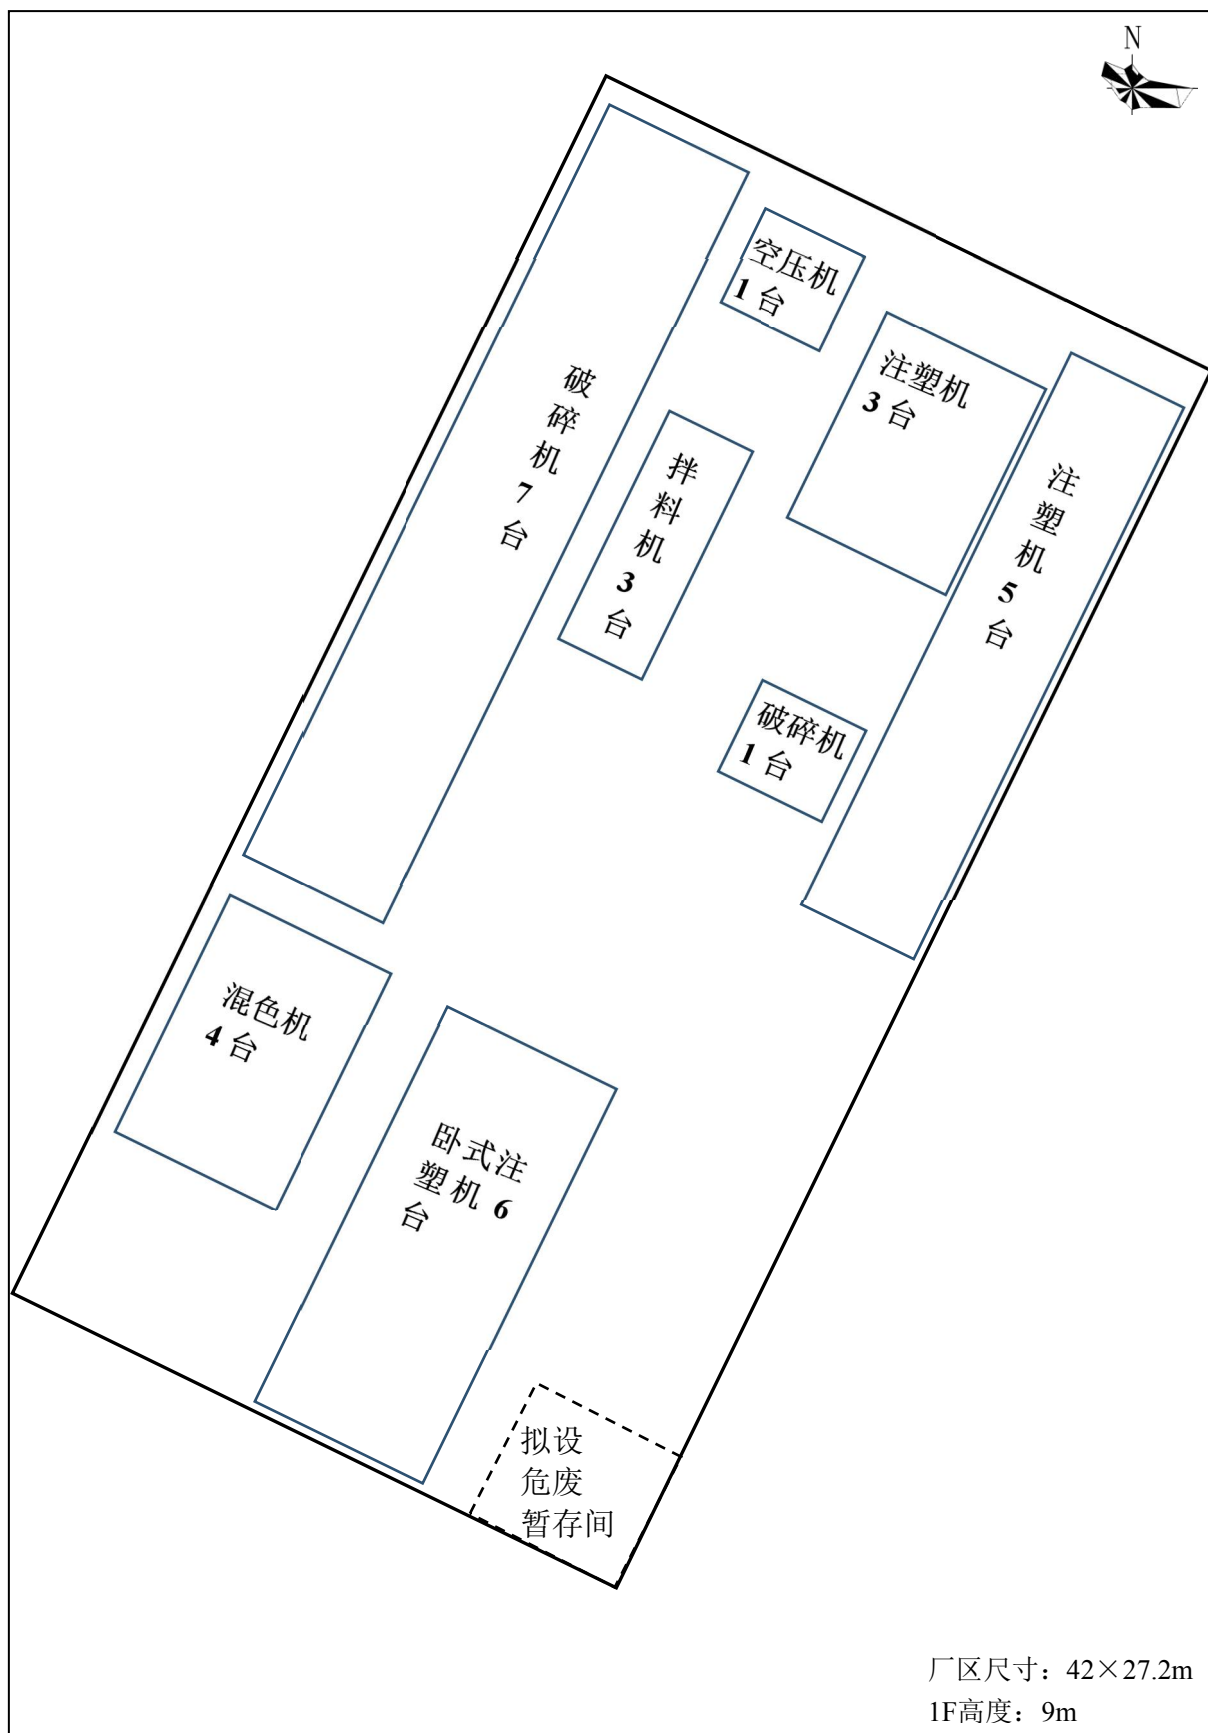 N
空压机
1 台
注塑机
3 台
破
碎
机
7
台
拌
料
机
3
台
注
塑
机
5
台
破碎机
1 台
混色机
4 台
卧式注
塑机 6
台
拟设
危废
暂存间
厂区尺寸：42×27.2m
1F高度：9m